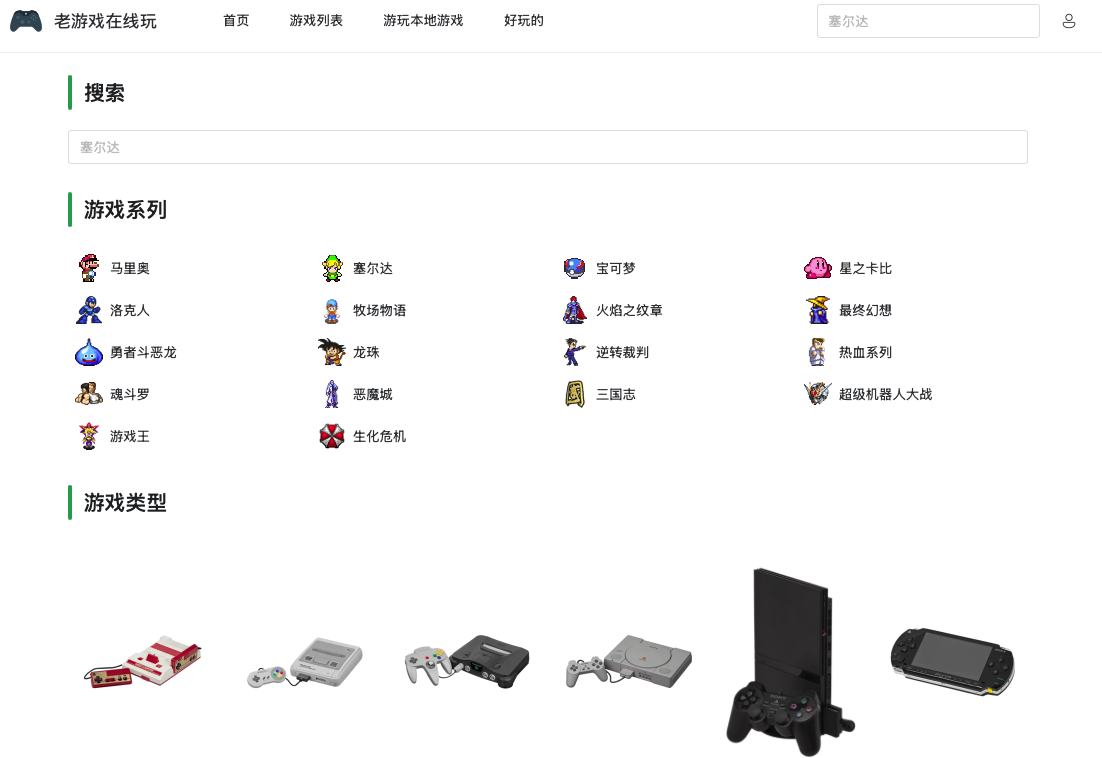 老游戏在线玩 首页 游戏列表 游玩本地游戏 好玩的 塞尔达
搜索
塞尔达
游戏系列
马里奥 塞尔达 宝可梦 星之卡比
洛克人 牧场物语 火焰之纹章 最终幻想
勇者斗恶龙 龙珠 逆转裁判 热血系列
魂斗罗 恶魔城 三国志 超级机器人大战
游戏王 生化危机
游戏类型